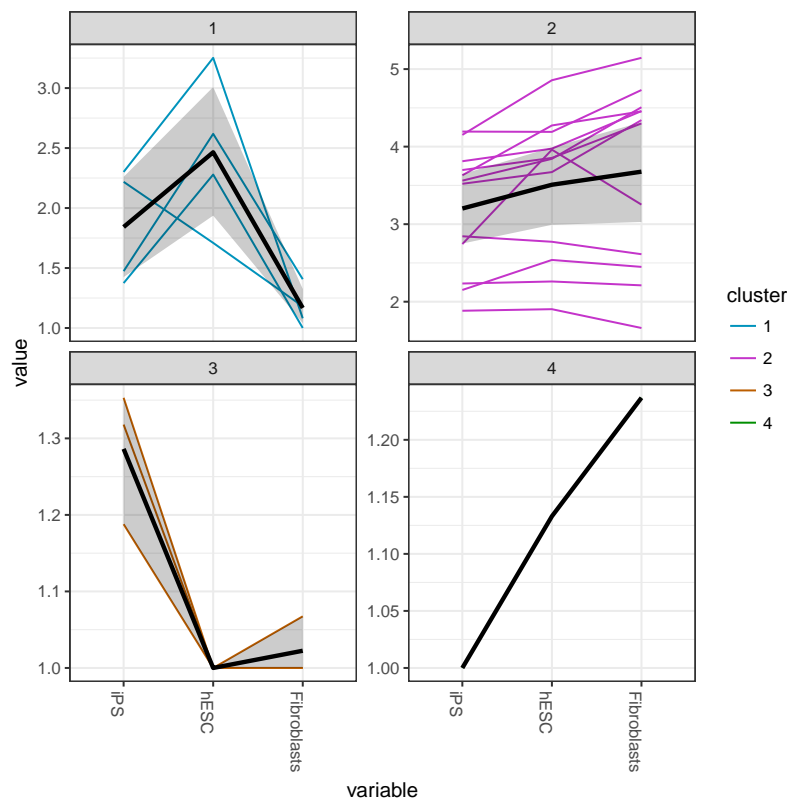 1
2
3.0
2.5
2.0
1.5
1.0
5
4
3
2
value
3
4
1.3
1.2
1.1
1.0
1.20
1.15
1.10
1.05
1.00
iPS
hESC
Fibroblasts
iPS
hESC
Fibroblasts
variable
cluster
1
2
3
4